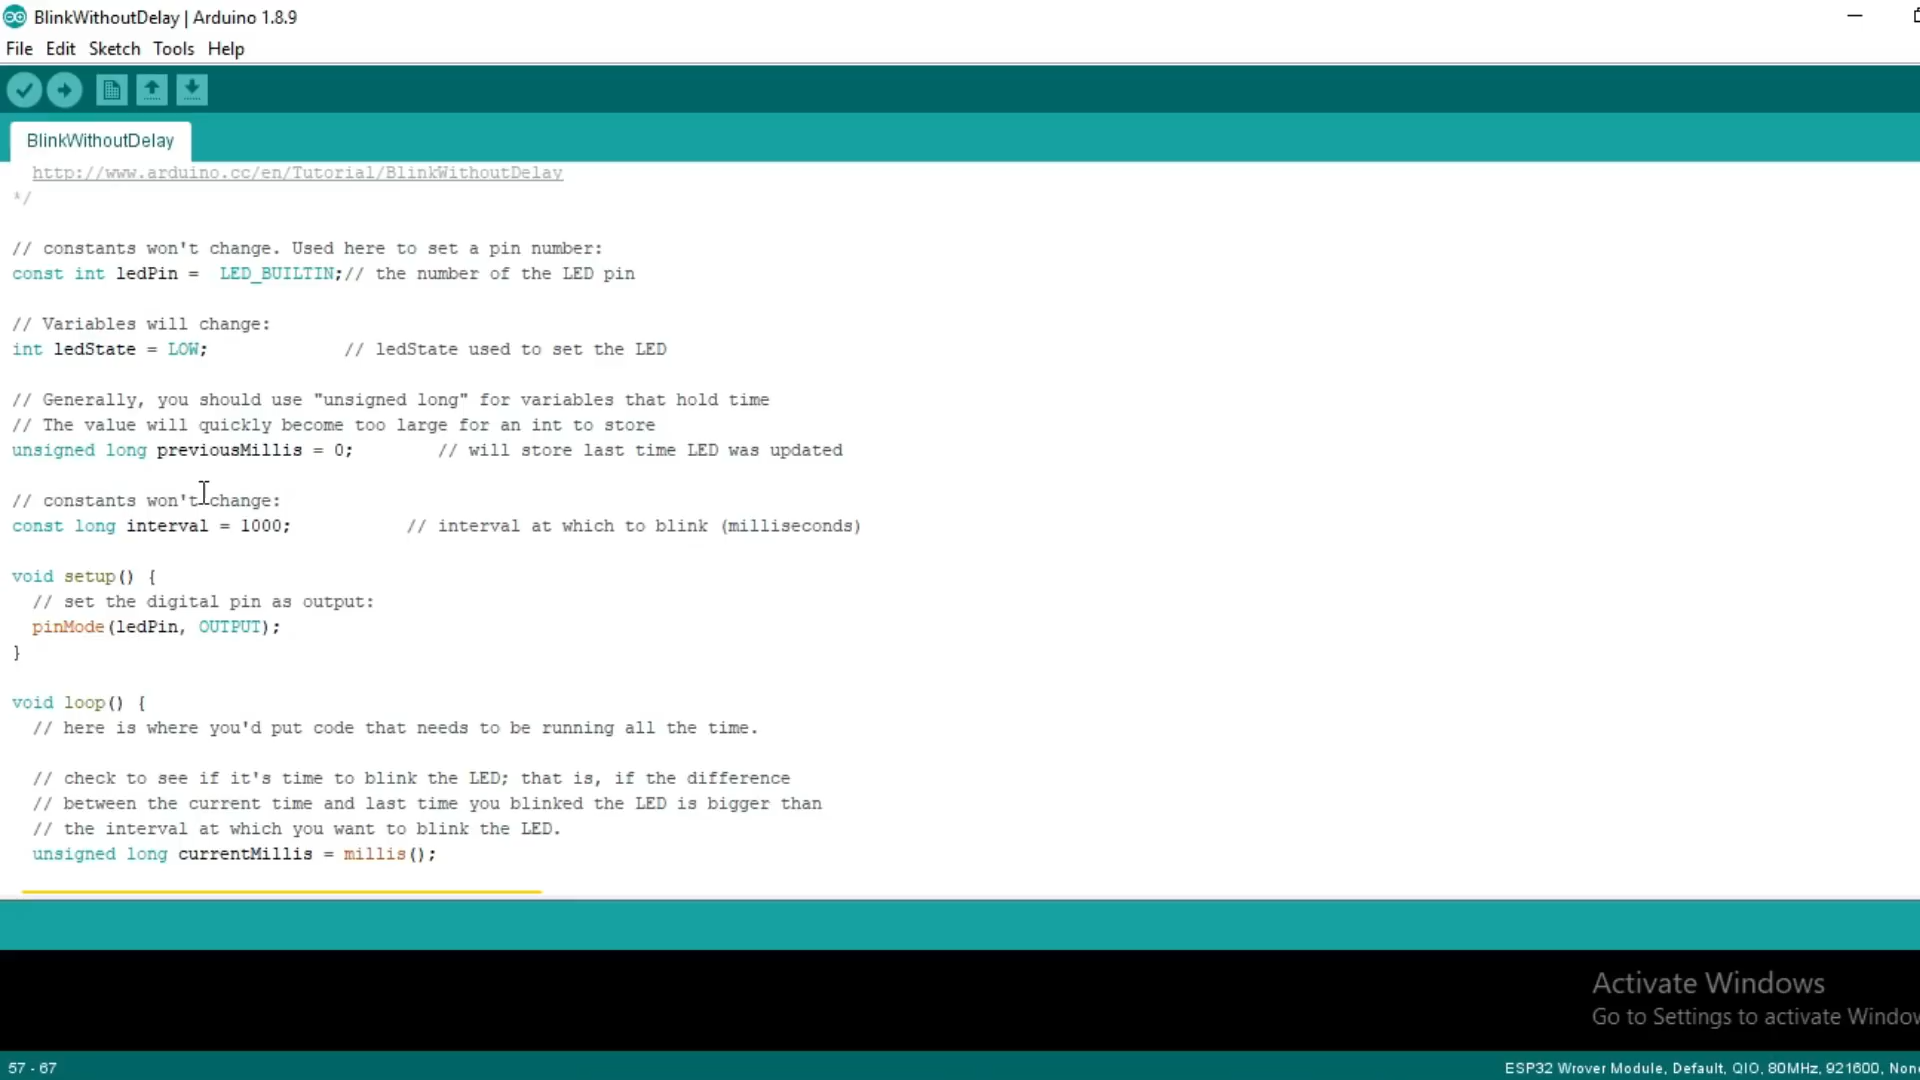 BlinkWithoutDelay | Arduino 1.8.9
File Edit Sketch Tools Help
BlinkWithoutDelay
http://www.arduino.cc/en/Tutorial/BlinkWithoutDelay
*/
// constants won't change. Used here to set a pin number:
const int ledPin =  LED_BUILTIN;// the number of the LED pin
// Variables will change:
int ledState = LOW;             // ledState used to set the LED
// Generally, you should use "unsigned long" for variables that hold time
// The value will quickly become too large for an int to store
unsigned long previousMillis = 0;        // will store last time LED was updated
// constants won't change:
const long interval = 1000;           // interval at which to blink (milliseconds)
void setup() {
  // set the digital pin as output:
  pinMode(ledPin, OUTPUT);
}
void loop() {
  // here is where you'd put code that needs to be running all the time.
  // check to see if it's time to blink the LED; that is, if the difference
  // between the current time and last time you blinked the LED is bigger than
  // the interval at which you want to blink the LED.
  unsigned long currentMillis = millis();
Activate Windows
Go to Settings to activate Window
57 - 67
ESP32 Wrover Module, Default, QIO, 80MHz, 921600, None